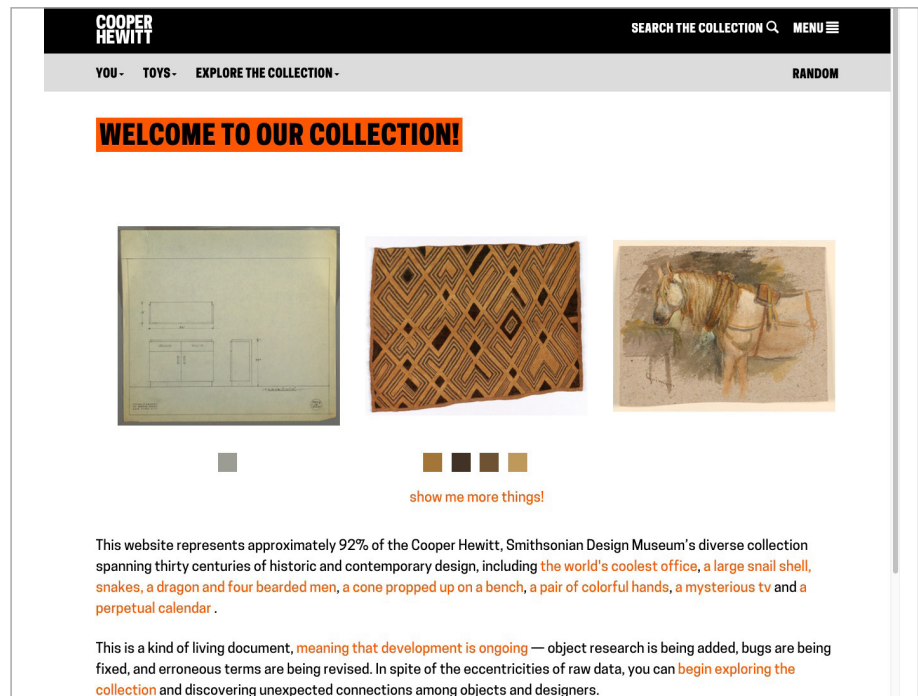 COOPER
HEWITT
SEARCH THE COLLECTION
MENU
YOU
TOYS
EXPLORE THE COLLECTION
RANDOM
WELCOME TO OUR COLLECTION!
show me more things!
This website represents approximately 92% of the Cooper Hewitt, Smithsonian Design Museum's diverse collection
spanning thirty centuries of historic and contemporary design, including the world's coolest office, a large snail shell,
snakes, a dragon and four bearded men, a cone propped up on a bench, a pair of colorful hands, a mysterious tv and a
perpetual calendar .
This is a kind of living document, meaning that development is ongoing — object research is being added, bugs are being
fixed, and erroneous terms are being revised. In spite of the eccentricities of raw data, you can begin exploring the
collection and discovering unexpected connections among objects and designers.